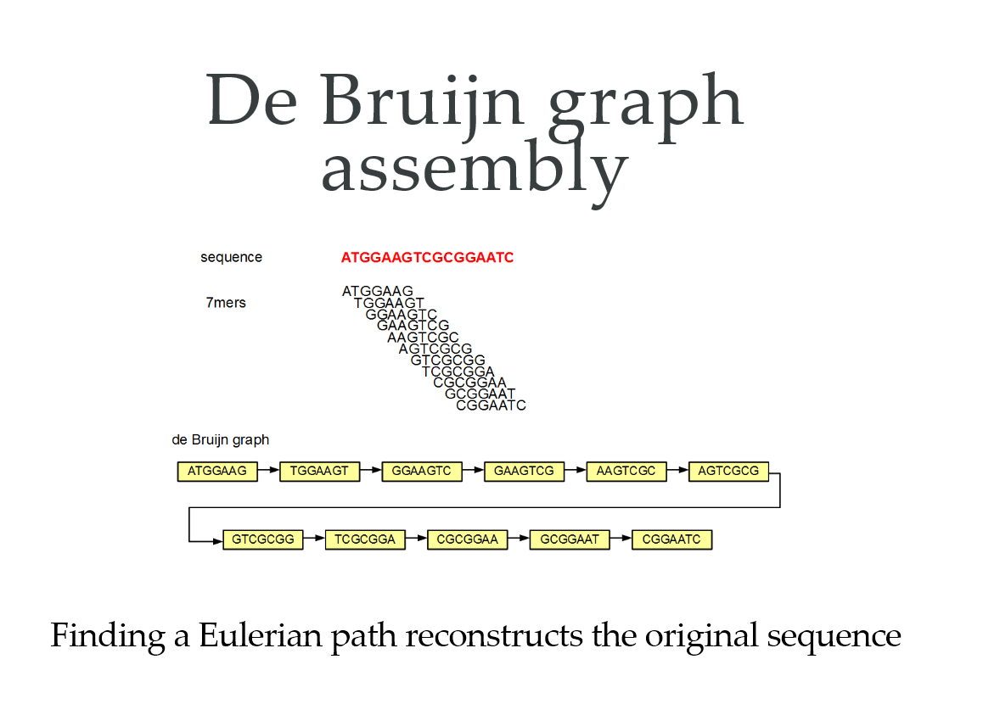 De Bruijn graph
assembly
sequence ATGGAAGTCGCGGAATC
7mers
ATGGAAG
TGGAAGT
GGAAGTC
GAAGTCG
AAGTCGC
AGTCGCG
GTCGCGG
TCGCGGA
CGCGGAA
GCGGAAT
CGGAATC
de Bruijn graph
ATGGAAG TGGAAGT GGAAGTC GAAGTCG AAGTCGC AGTCGCG
GTCGCGG TCGCGGA CGCGGAA GCGGAAT CGGAATC
Finding a Eulerian path reconstructs the original sequence